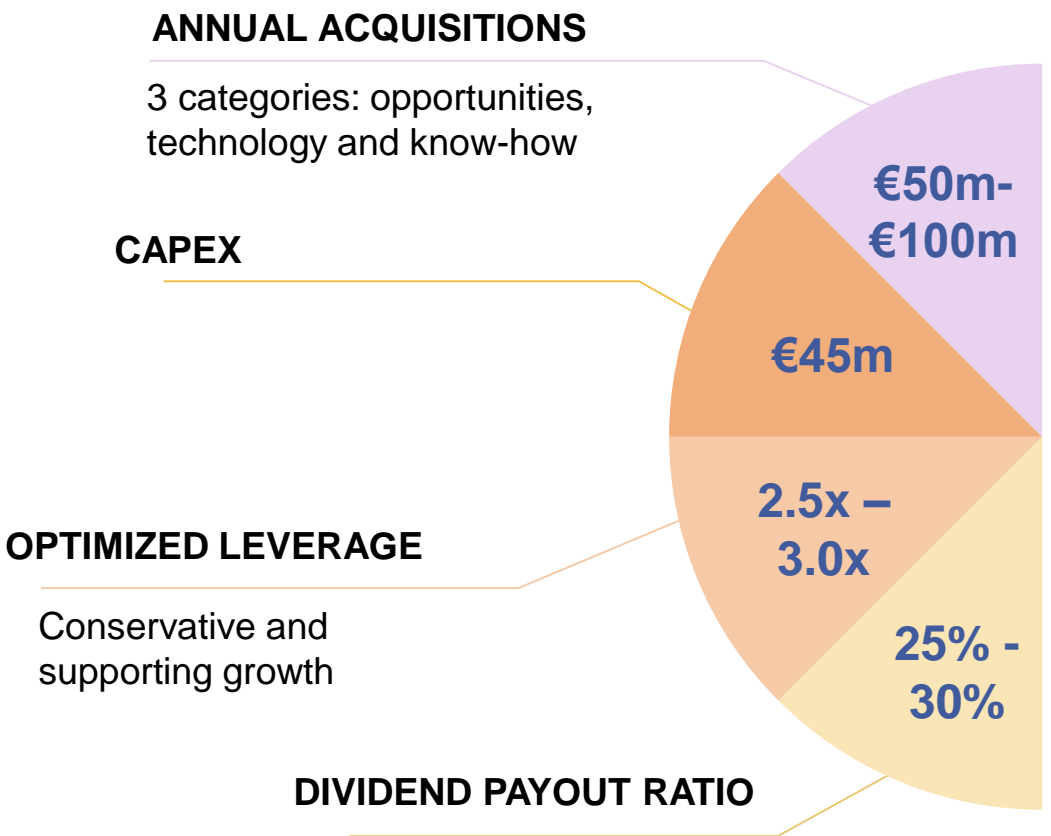 ANNUAL ACQUISITIONS
3 categories: opportunities,
technology and know-how
€50m-
€100m
CAPEX
€45m
OPTIMIZED LEVERAGE
Conservative and
supporting growth
2.5x –
3.0x
25% -
30%
DIVIDEND PAYOUT RATIO